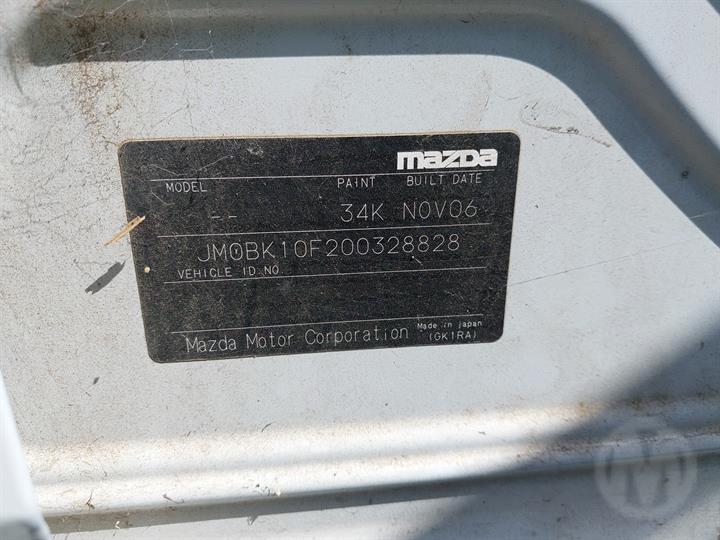 mazda
MODEL PAINT BUILT DATE
-- 34K NOV06
JM0BK10F200328828
VEHICLE ID NO
Mazda Motor Corporation Made in japan
(GK1RA)
M